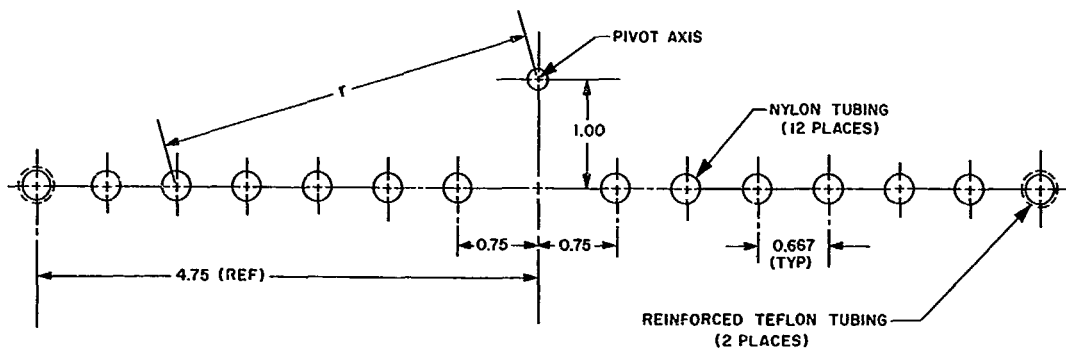 PIVOT AXIS
r
1.00
NYLON TUBING
(12 PLACES)
0.75
0.75
0.667
(TYP)
4.75 (REF)
REINFORCED TEFLON TUBING
(2 PLACES)